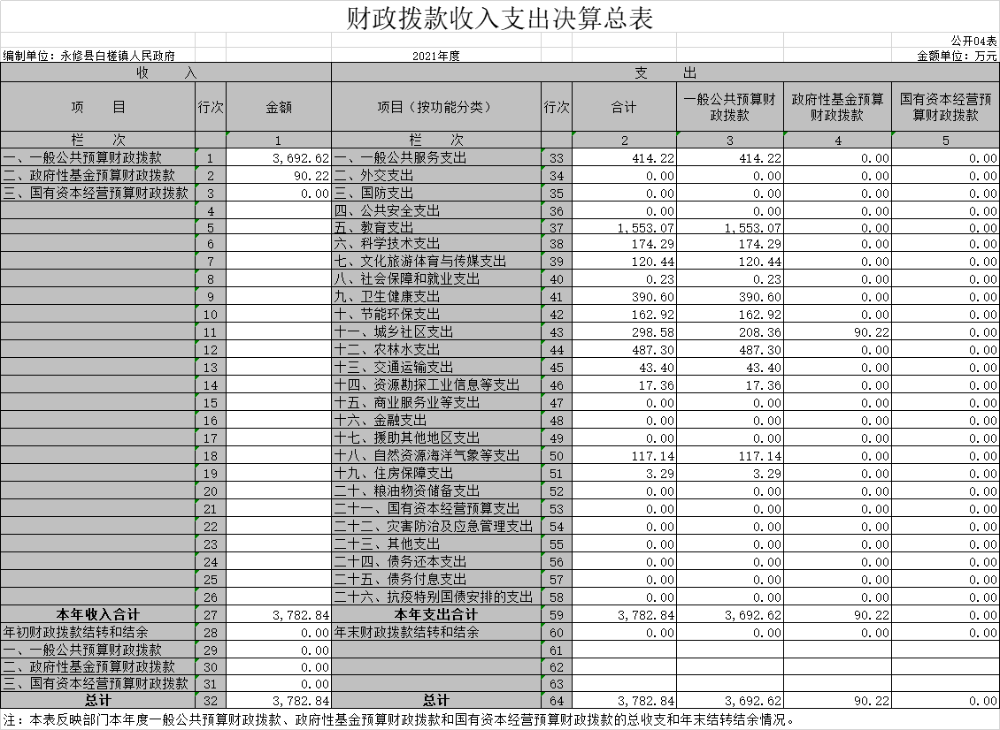 财政拨款收入支出决算总表
公开04表
编制单位：永修县白槎镇人民政府 2021年度 金额单位：万元
收 入 支 出
项 目 行次 金额 项目（按功能分类） 行次 合计 一般公共预算财政拨款 政府性基金预算财政拨款 国有资本经营预算财政拨款
栏 次 1 栏 次 2 3 4 5
一、一般公共预算财政拨款 1 3,692.62 一、一般公共服务支出 33 414.22 414.22 0.00 0.00
二、政府性基金预算财政拨款 2 90.22 二、外交支出 34 0.00 0.00 0.00 0.00
三、国有资本经营预算财政拨款 3 0.00 三、国防支出 35 0.00 0.00 0.00 0.00
4 四、公共安全支出 36 0.00 0.00 0.00 0.00
5 五、教育支出 37 1,553.07 1,553.07 0.00 0.00
6 六、科学技术支出 38 174.29 174.29 0.00 0.00
7 七、文化旅游体育与传媒支出 39 120.44 120.44 0.00 0.00
8 八、社会保障和就业支出 40 0.23 0.23 0.00 0.00
9 九、卫生健康支出 41 390.60 390.60 0.00 0.00
10 十、节能环保支出 42 162.92 162.92 0.00 0.00
11 十一、城乡社区支出 43 298.58 208.36 90.22 0.00
12 十二、农林水支出 44 487.30 487.30 0.00 0.00
13 十三、交通运输支出 45 43.40 43.40 0.00 0.00
14 十四、资源勘探工业信息等支出 46 17.36 17.36 0.00 0.00
15 十五、商业服务业等支出 47 0.00 0.00 0.00 0.00
16 十六、金融支出 48 0.00 0.00 0.00 0.00
17 十七、援助其他地区支出 49 0.00 0.00 0.00 0.00
18 十八、自然资源海洋气象等支出 50 117.14 117.14 0.00 0.00
19 十九、住房保障支出 51 3.29 3.29 0.00 0.00
20 二十、粮油物资储备支出 52 0.00 0.00 0.00 0.00
21 二十一、国有资本经营预算支出 53 0.00 0.00 0.00 0.00
22 二十二、灾害防治及应急管理支出 54 0.00 0.00 0.00 0.00
23 二十三、其他支出 55 0.00 0.00 0.00 0.00
24 二十四、债务还本支出 56 0.00 0.00 0.00 0.00
25 二十五、债务付息支出 57 0.00 0.00 0.00 0.00
26 二十六、抗疫特别国债安排的支出 58 0.00 0.00 0.00 0.00
本年收入合计 27 3,782.84 本年支出合计 59 3,782.84 3,692.62 90.22 0.00
年初财政拨款结转和结余 28 0.00 年末财政拨款结转和结余 60 0.00 0.00 0.00 0.00
一、一般公共预算财政拨款 29 0.00 61
二、政府性基金预算财政拨款 30 0.00 62
三、国有资本经营预算财政拨款 31 0.00 63
总计 32 3,782.84 总计 64 3,782.84 3,692.62 90.22 0.00
注：本表反映部门本年度一般公共预算财政拨款、政府性基金预算财政拨款和国有资本经营预算财政拨款的总收支和年末结转结余情况。